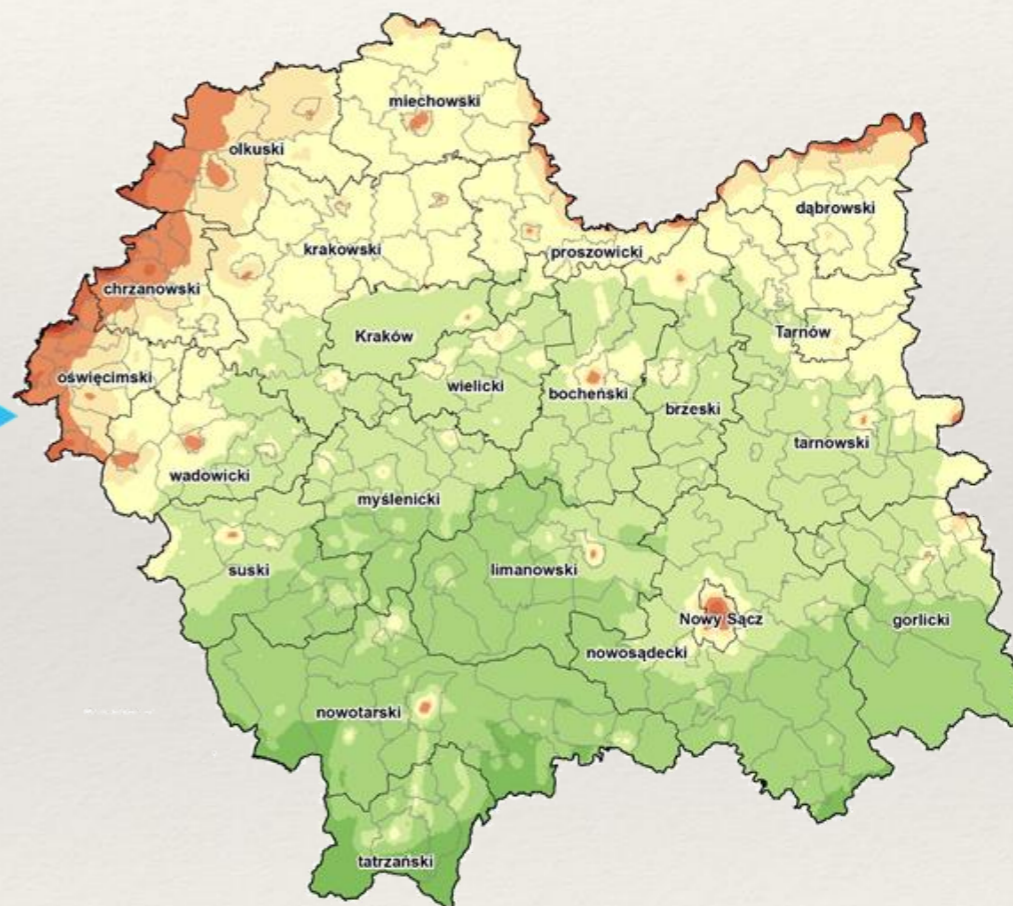 miechowski
olkuski
dąbrowski
krakowski
proszowicki
chrzanowski
Kraków
Tarnów
oświęcimski
wielicki
bocheński
brzeski
tarnowski
wadowicki
myślenicki
suski
limanowski
Nowy Sącz
gorlicki
nowosądecki
nowotarski
tatrzański